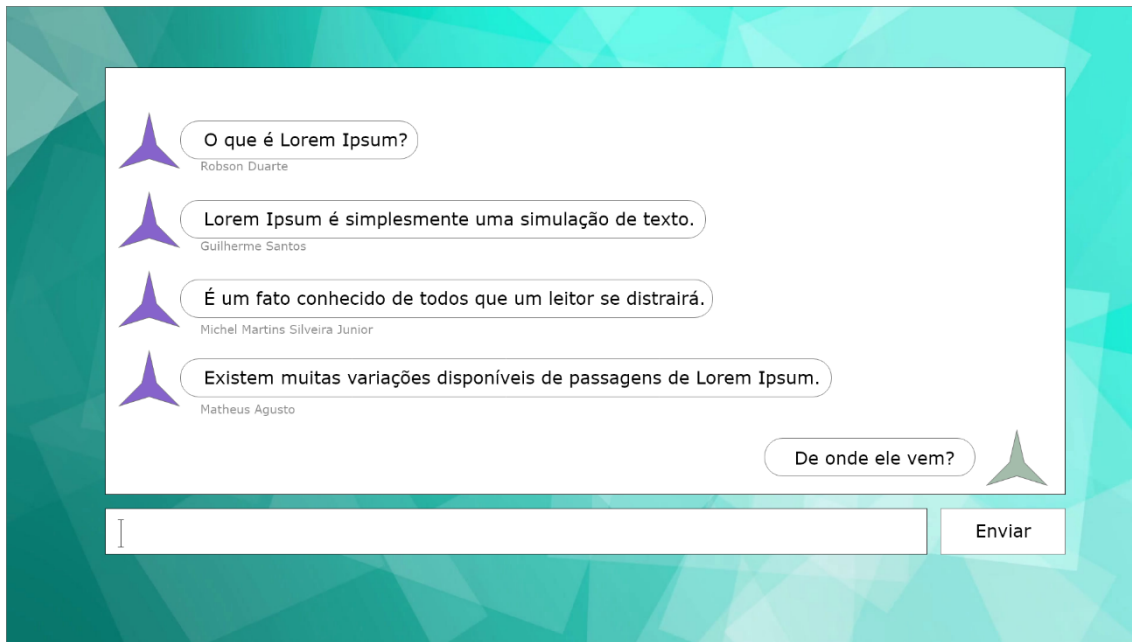 O que é Lorem Ipsum?
Robson Duarte
Lorem Ipsum é simplesmente uma simulação de texto.
Guilherme Santos
É um fato conhecido de todos que um leitor se distrairá.
Michel Martins Silveira Junior
Existem muitas variações disponíveis de passagens de Lorem Ipsum.
Matheus Agusto
De onde ele vem?
Enviar